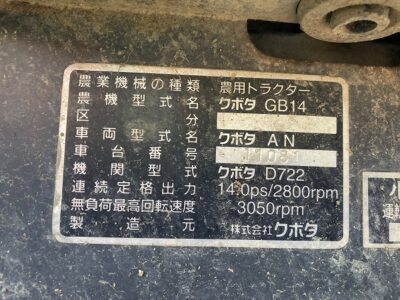 農業機械の種類 農用トラクター
農機型式名 クボタ GB14
区分
車両型式名 クボタ AN
車台番号
機関型式名 クボタ D722
連続定格出力 14.0ps/2800rpm
無負荷最高回転速度 3050rpm
製造元 株式会社クボタ